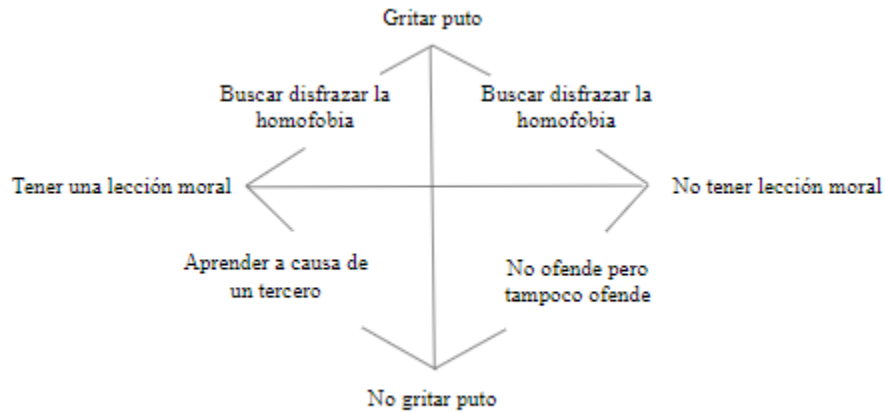 Gritar puto
Buscar disfrazar la
homofobia
Buscar disfrazar la
homofobia
Tener una lección moral
No tener lección moral
Aprender a causa de
un tercero
No ofende pero
tampoco ofende
No gritar puto